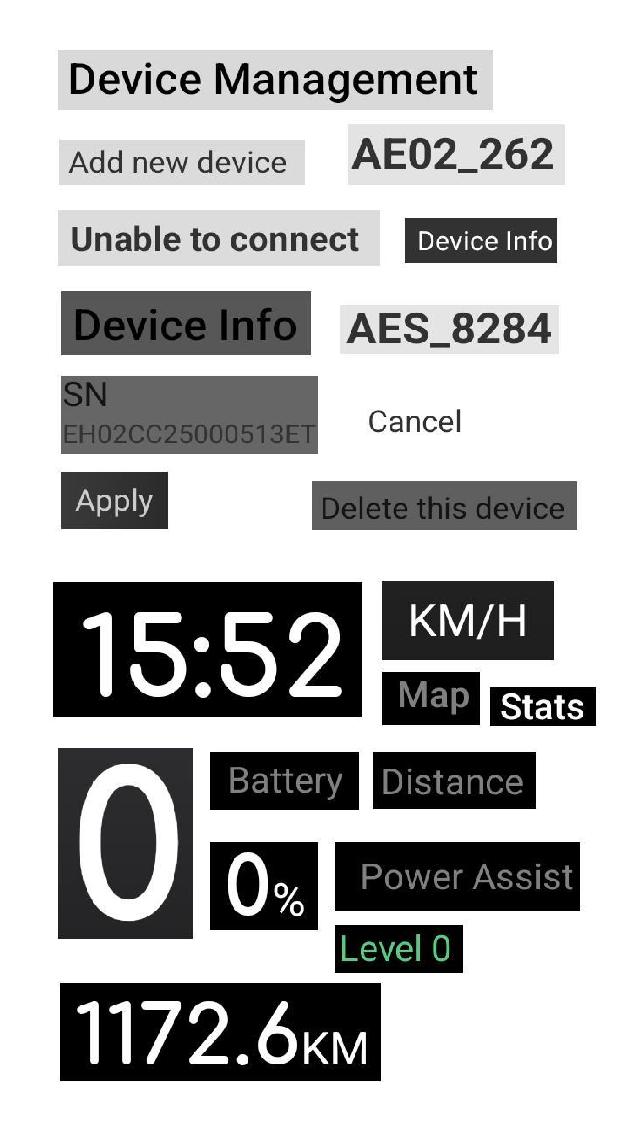 Device Management
Add new device
AE02_262
Unable to connect
Device Info
Device Info
AES_8284
SN
EH02CC25000513ET
Cancel
Apply
Delete this device
15:52
KM/H
Map
Stats
0
Battery
Distance
0%
Power Assist
Level 0
1172.6KM